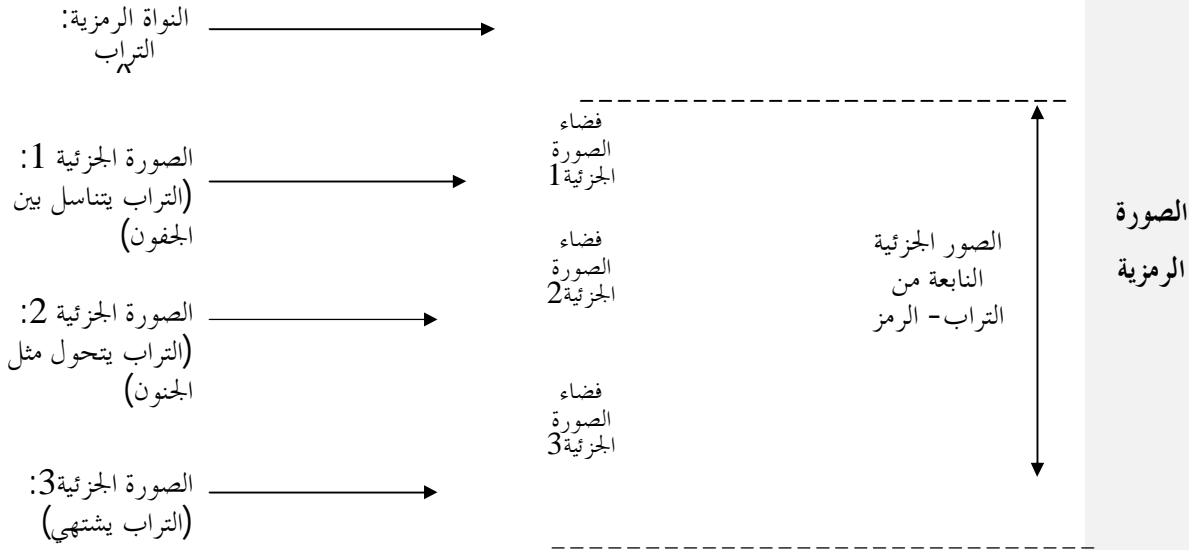 النواة الرمزية:
التراب
الصورة الجزئية 1:
(التراب يتناسل بين
الجفون)
الصورة الجزئية 2:
(التراب يتحول مثل
الجنون)
الصورة الجزئية3:
(التراب يشتهي)
فضاء
الصورة
الجزئية1
فضاء
الصورة
الجزئية2
فضاء
الصورة
الجزئية3
الصور الجزئية
النابعة من
التراب- الرمز
الصورة
الرمزية